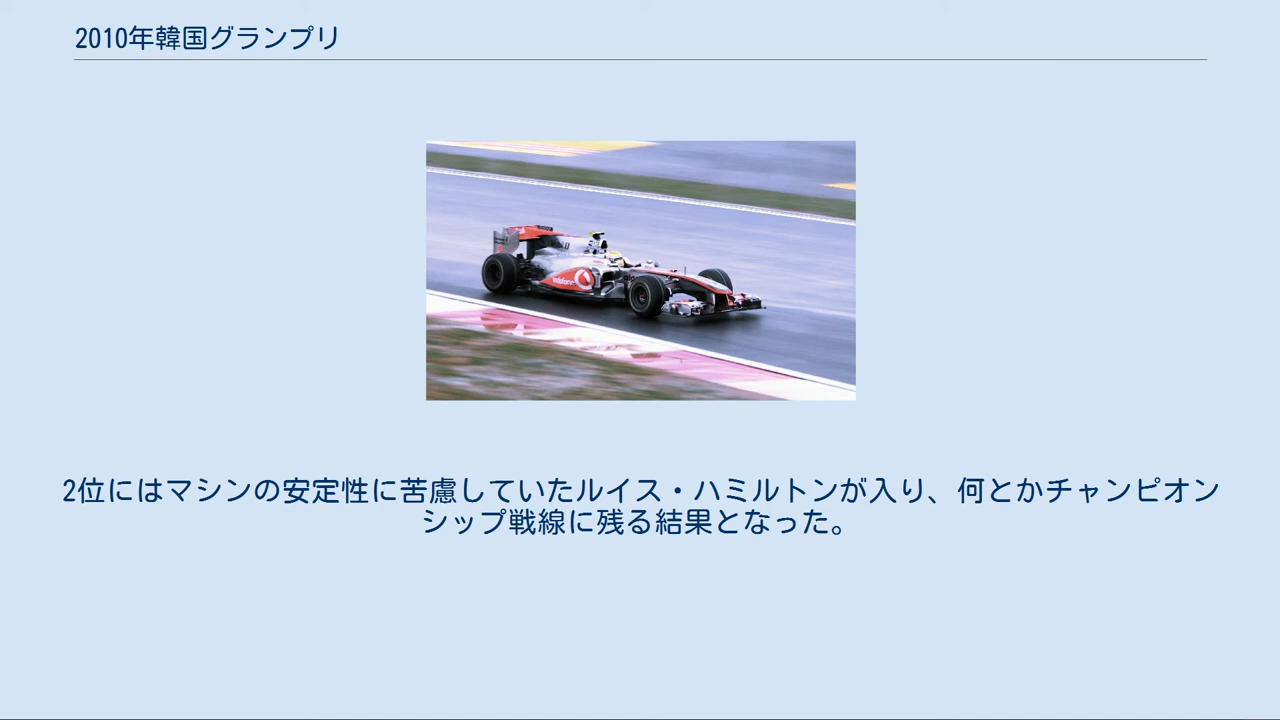 2010年韓国グランプリ
vodafone
2位にはマシンの安定性に苦慮していたルイス・ハミルトンが入り、何とかチャンピオン
シップ戦線に残る結果となった。